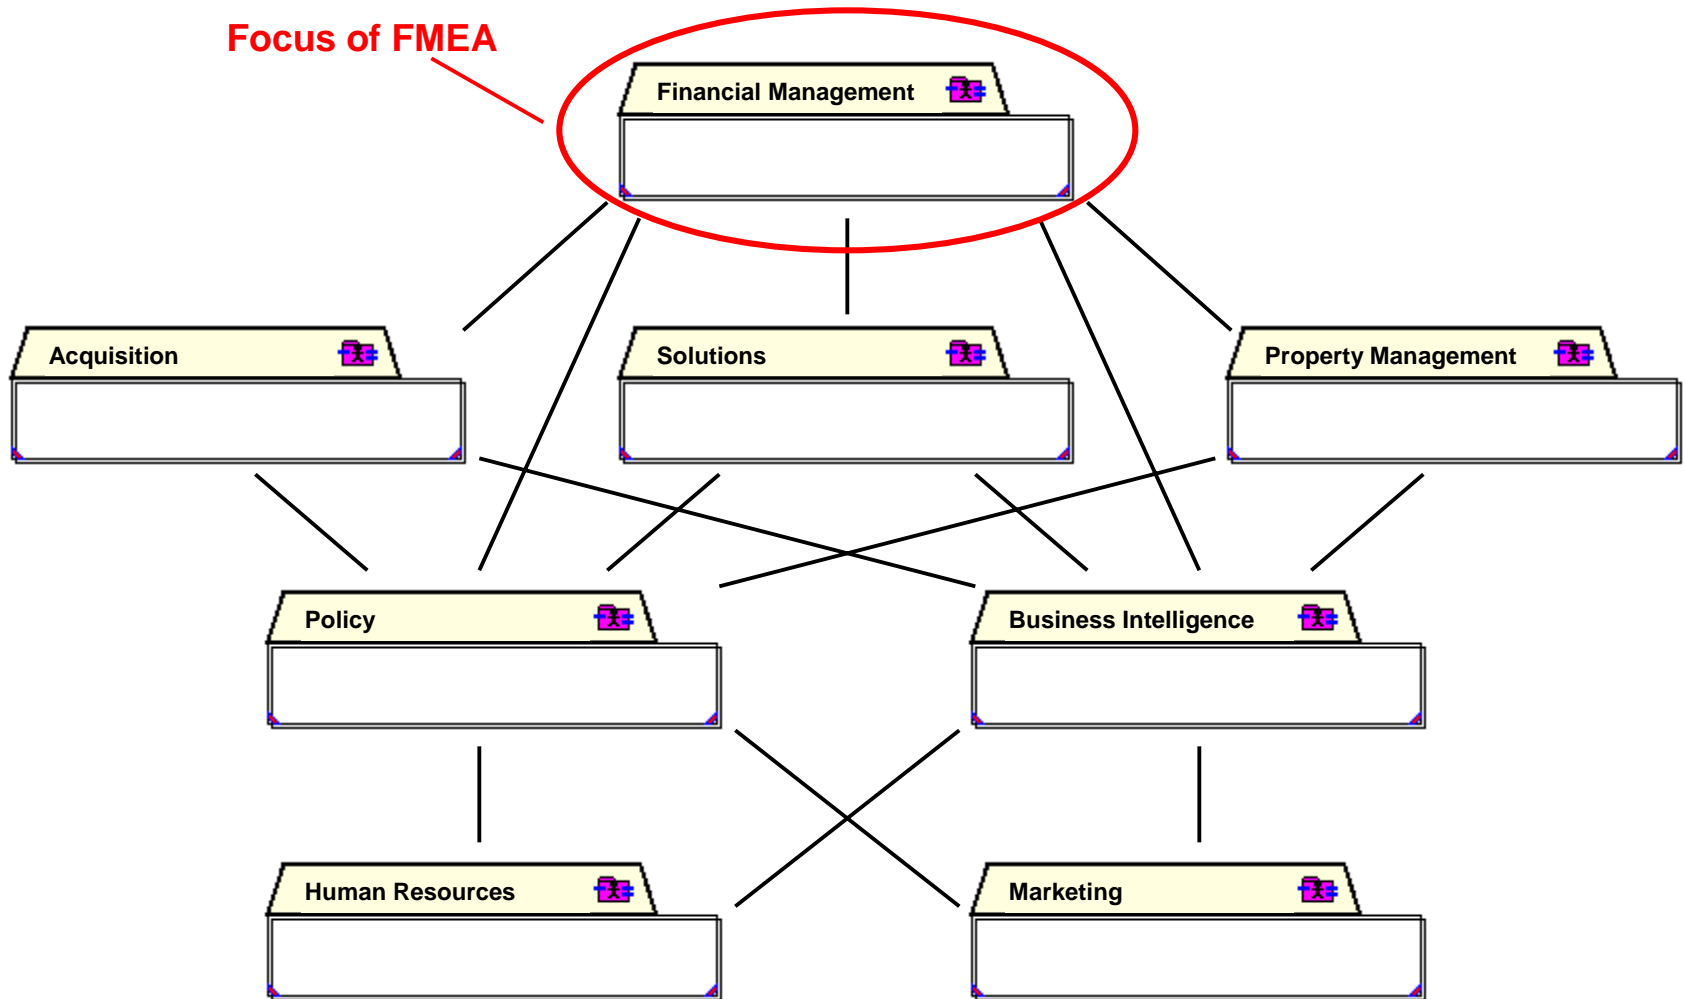 Focus of FMEA
Financial Management
Acquisition
Solutions
Property Management
Policy
Business Intelligence
Human Resources
Marketing